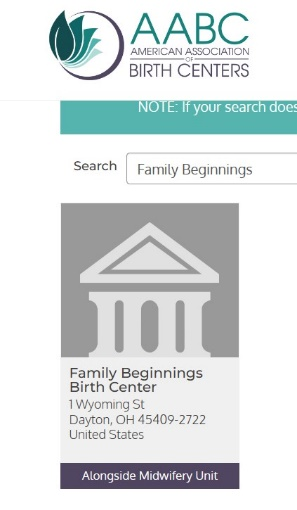 AABC
AMERICAN ASSOCIATION
OF
BIRTH CENTERS
NOTE: If your search does
Search
Family Beginnings
Family Beginnings
Birth Center
1 Wyoming St
Dayton, OH 45409-2722
United States
Alongside Midwifery Unit